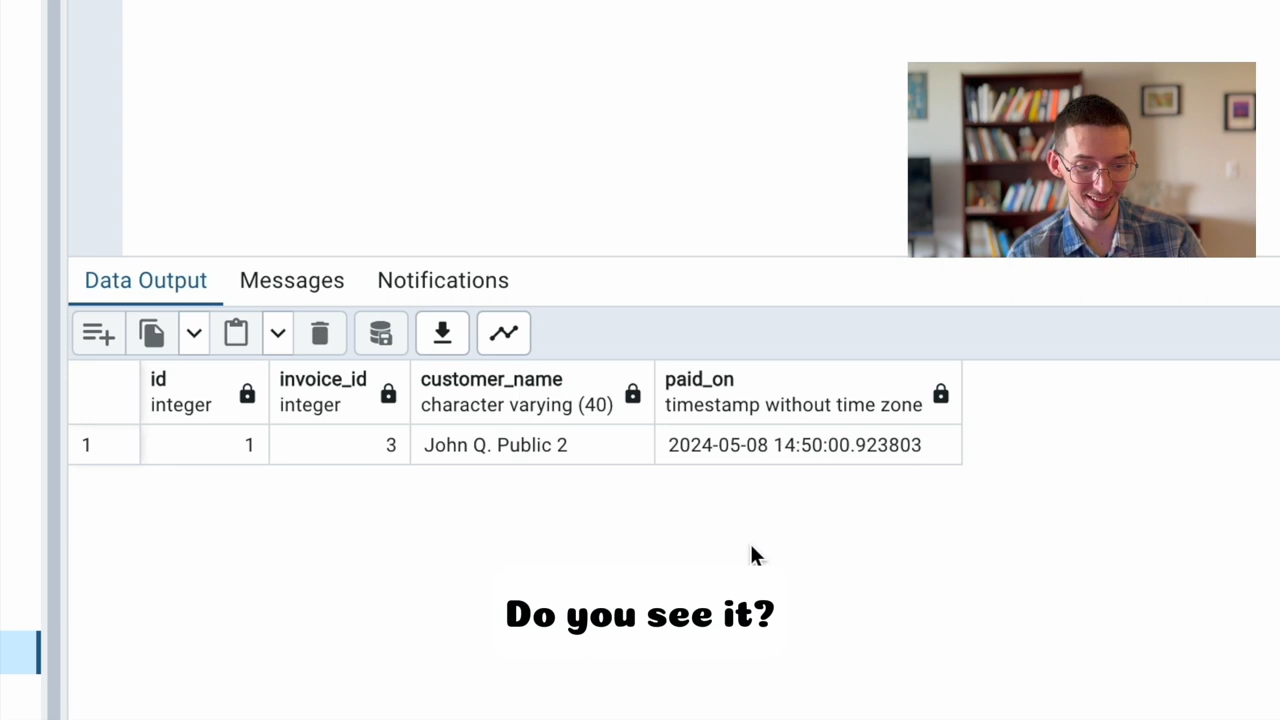 Data Output Messages Notifications
id invoice_id customer_name paid_on
integer integer character varying (40) timestamp without time zone
1 1 3 John Q. Public 2 2024-05-08 14:50:00.923803
Do you see it?